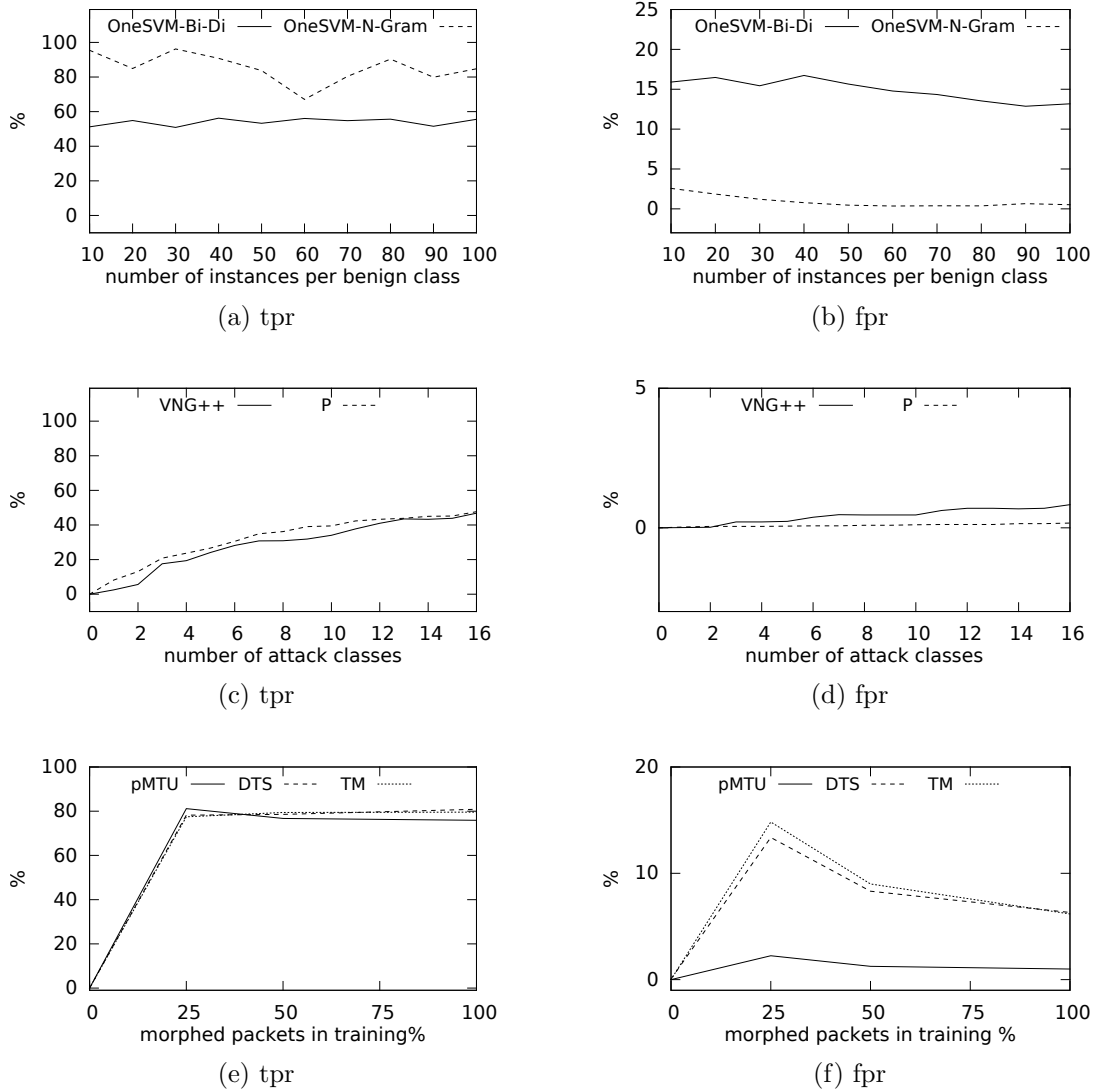 OneSVM-Bi-Di OneSVM-N-Gram
100
80
60
40
20
0
%
10 20 30 40 50 60 70 80 90 100
number of instances per benign class
(a) tpr
OneSVM-Bi-Di OneSVM-N-Gram
25
20
15
10
5
0
%
10 20 30 40 50 60 70 80 90 100
number of instances per benign class
(b) fpr
VNG++ P
100
80
60
40
20
0
%
0 2 4 6 8 10 12 14 16
number of attack classes
(c) tpr
VNG++ P
5
0
%
0 2 4 6 8 10 12 14 16
number of attack classes
(d) fpr
pMTU DTS TM
100
80
60
40
20
0
%
0 25 50 75 100
morphed packets in training%
(e) tpr
pMTU DTS TM
20
10
0
%
0 25 50 75 100
morphed packets in training %
(f) fpr